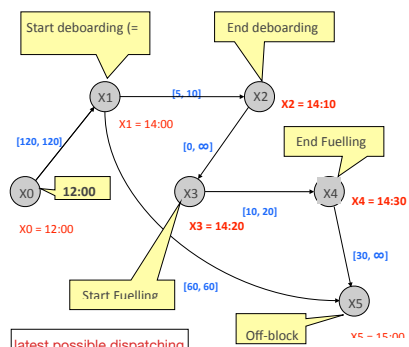 Start deboarding (=
End deboarding
X1
[5, 10]
X2
X2 = 14:10
X1 = 14:00
[120, 120]
[0, ∞]
End Fuelling
X0
12:00
X3
[10, 20]
X4
X4 = 14:30
X0 = 12:00
X3 = 14:20
[30, ∞]
Start Fuelling
[60, 60]
X5
Off-block
X5 = 15:00
latest possible dispatching